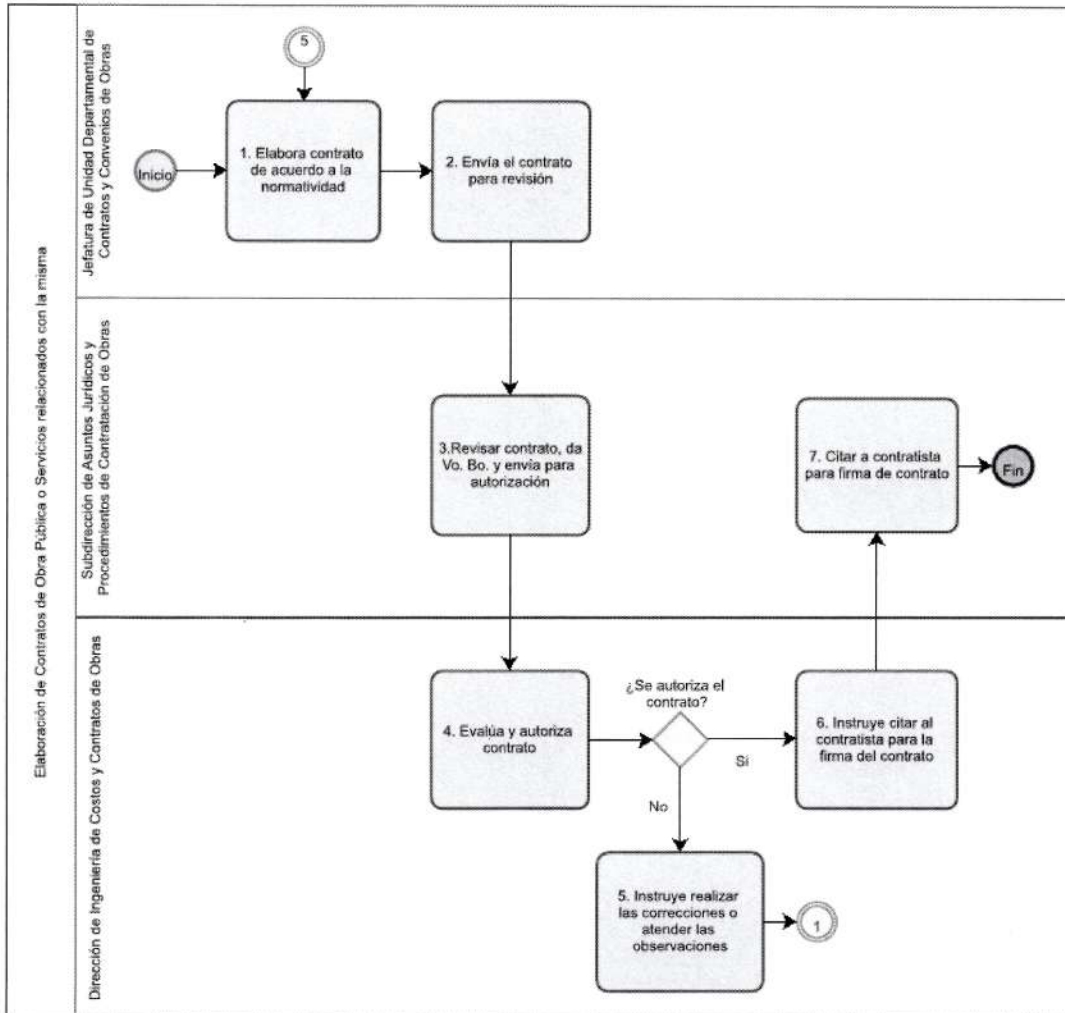 Elaboración de Contratos de Obra Pública o Servicios relacionados con la misma
Jefatura de Unidad Departamental de
Contratos y Convenios de Obras
5
Inicio
1. Elabora contrato
de acuerdo a la
normatividad
2. Envía el contrato
para revisión
Subdirección de Asuntos Jurídicos y
Procedimientos de Contratación de Obras
3.Revisar contrato, da
Vo. Bo. y envía para
autorización
7. Citar a contratista
para firma de contrato
Fin
Dirección de Ingeniería de Costos y Contratos de Obras
4. Evalúa y autoriza
contrato
¿Se autoriza el
contrato?
Sí
No
6. Instruye citar al
contratista para la
firma del contrato
5. Instruye realizar
las correcciones o
atender las
observaciones
1